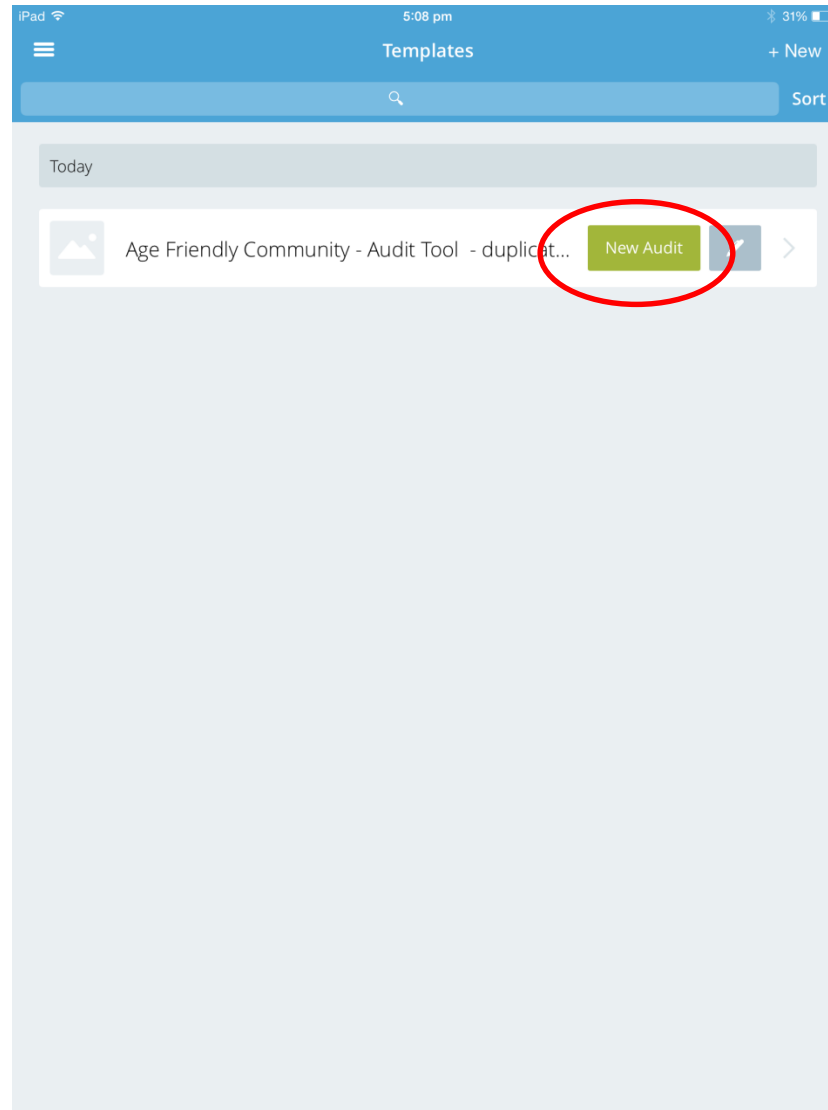 iPad 5:08 pm 31%
Templates + New
Sort
Today
Age Friendly Community - Audit Tool - duplicat... New Audit